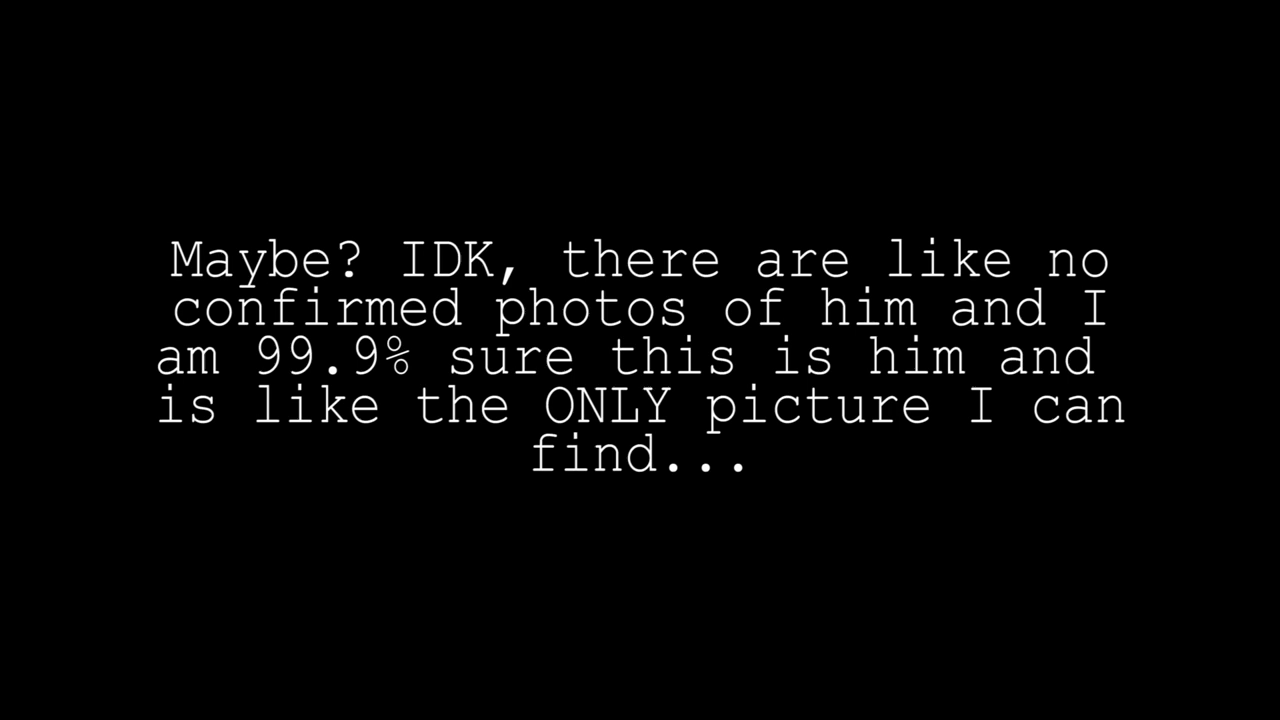 Maybe? IDK, there are like no
confirmed photos of him and I
am 99.9% sure this is him and
is like the ONLY picture I can
find...